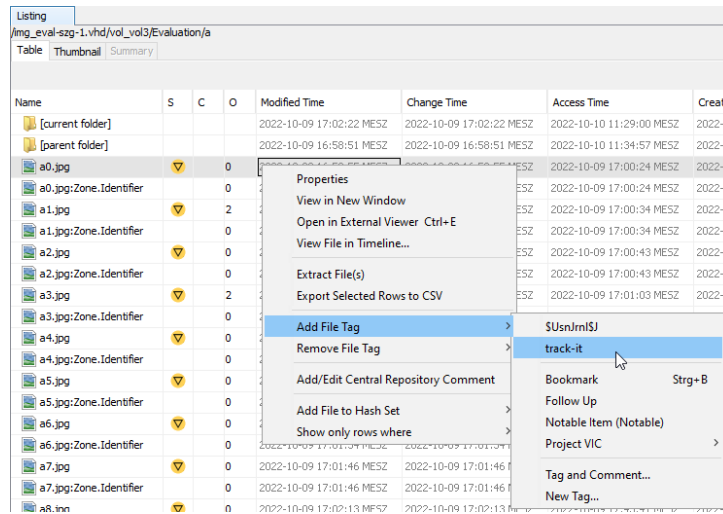 Listing
/img_eval-szg-1.vhd/vol_vol3/Evaluation/a
Table Thumbnail Summary
Name S C O Modified Time Change Time Access Time
[current folder] 2022-10-09 17:02:22 MESZ 2022-10-09 17:02:22 MESZ 2022-10-10 11:29:00 MESZ 2022-
[parent folder] 2022-10-09 16:58:51 MESZ 2022-10-09 16:58:51 MESZ 2022-10-10 11:34:57 MESZ 2022-
a0.jpg 0 2022-10-09 17:00:24 MESZ 2022-
a0.jpg:Zone.Identifier 0 2022-10-09 17:00:24 MESZ 2022-
a1.jpg 2 2022-10-09 17:00:34 MESZ 2022-
a1.jpg:Zone.Identifier 0 2022-10-09 17:00:34 MESZ 2022-
a2.jpg 0 2022-10-09 17:00:43 MESZ 2022-
a2.jpg:Zone.Identifier 0 2022-10-09 17:00:43 MESZ 2022-
a3.jpg 2 2022-10-09 17:01:03 MESZ 2022-
a3.jpg:Zone.Identifier 0
a4.jpg 0
a4.jpg:Zone.Identifier 0
a5.jpg 0
a5.jpg:Zone.Identifier 0
a6.jpg 0
a6.jpg:Zone.Identifier 0
a7.jpg 0 2022-10-09 17:01:46 MESZ 2022-10-09 17:01:46
a7.jpg:Zone.Identifier 0 2022-10-09 17:01:46 MESZ 2022-10-09 17:01:46
a8.jpg 0 2022-10-09 17:02:13 MESZ 2022-10-09 17:02:13
Properties
View in New Window
Open in External Viewer Ctrl+E
View File in Timeline...
Extract File(s)
Export Selected Rows to CSV
Add File Tag
Remove File Tag
Add/Edit Central Repository Comment
Add File to Hash Set
Show only rows where
$UsnJrnl$J
track-it
Bookmark Strg+B
Follow Up
Notable Item (Notable)
Project VIC
Tag and Comment...
New Tag...